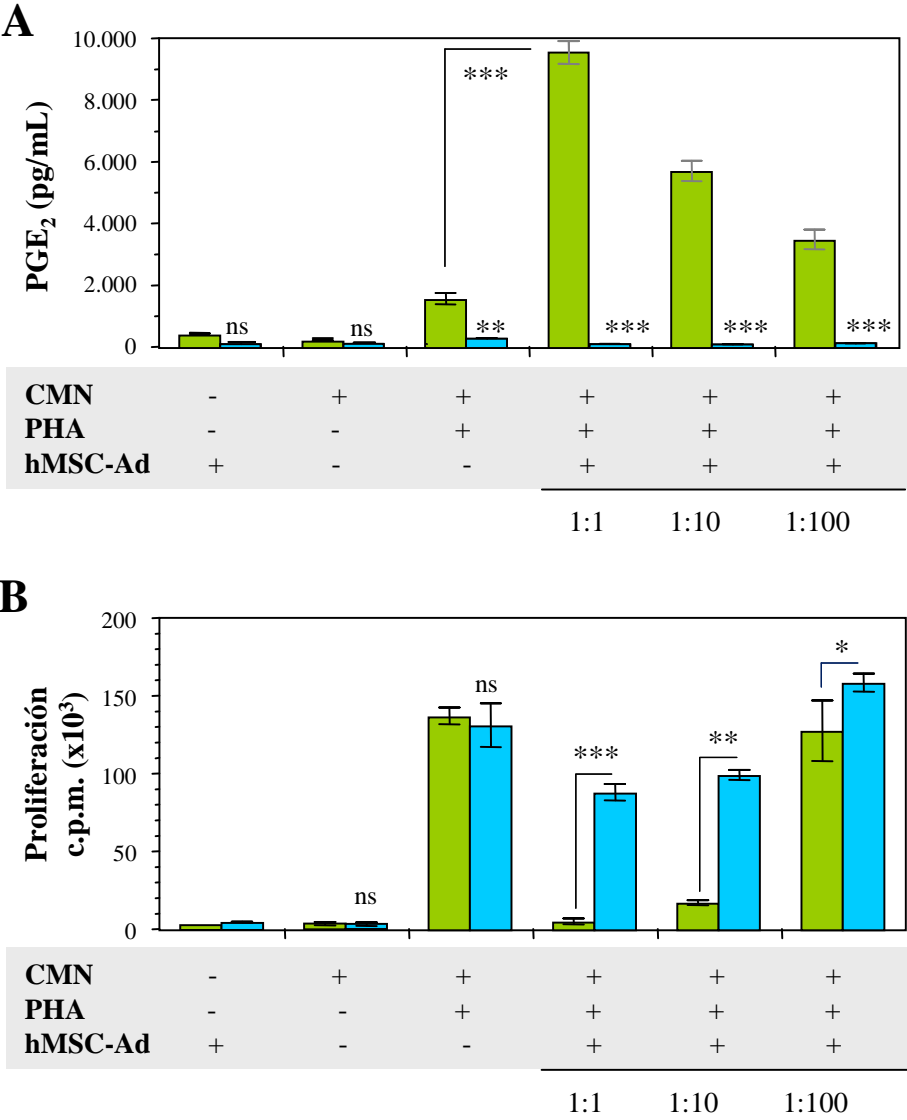 A
PGE₂ (pg/mL)
10.000
8.000
6.000
4.000
2.000
0
ns
ns
**
***
***
***
***
CMN - + + + + +
PHA - - + + + +
hMSC-Ad + - - + + +
1:1 1:10 1:100
B
Proliferación
c.p.m. (x10³)
200
150
100
50
0
ns
ns
***
**
*
CMN - + + + + +
PHA - - + + + +
hMSC-Ad + - - + + +
1:1 1:10 1:100